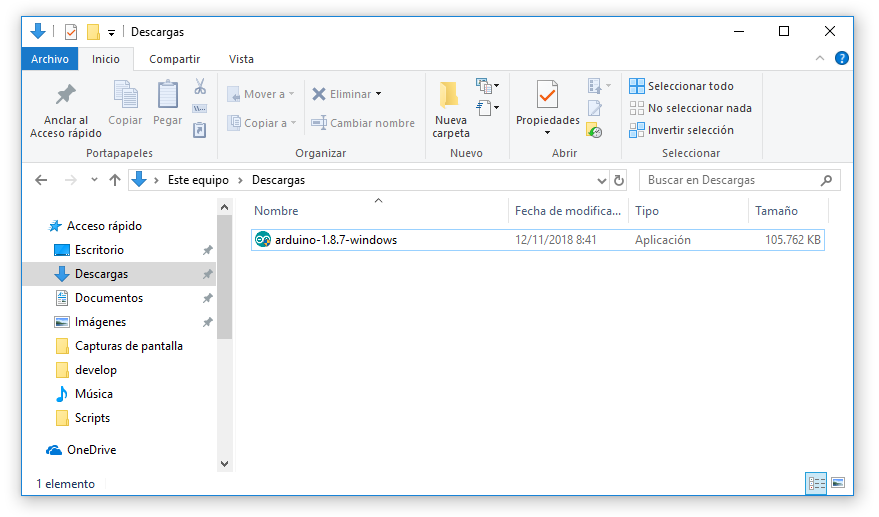 Descargas
Archivo Inicio Compartir Vista
Anclar al
Acceso rápido
Copiar
Pegar
Portapapeles
Mover a
Copiar a
Eliminar
Cambiar nombre
Organizar
Nueva
carpeta
Nuevo
Propiedades
Abrir
Seleccionar todo
No seleccionar nada
Invertir selección
Seleccionar
Este equipo > Descargas
Buscar en Descargas
Acceso rápido
Escritorio
Descargas
Documentos
Imágenes
Capturas de pantalla
develop
Música
Scripts
OneDrive
Nombre Fecha de modifica... Tipo Tamaño
arduino-1.8.7-windows 12/11/2018 8:41 Aplicación 105.762 KB
1 elemento